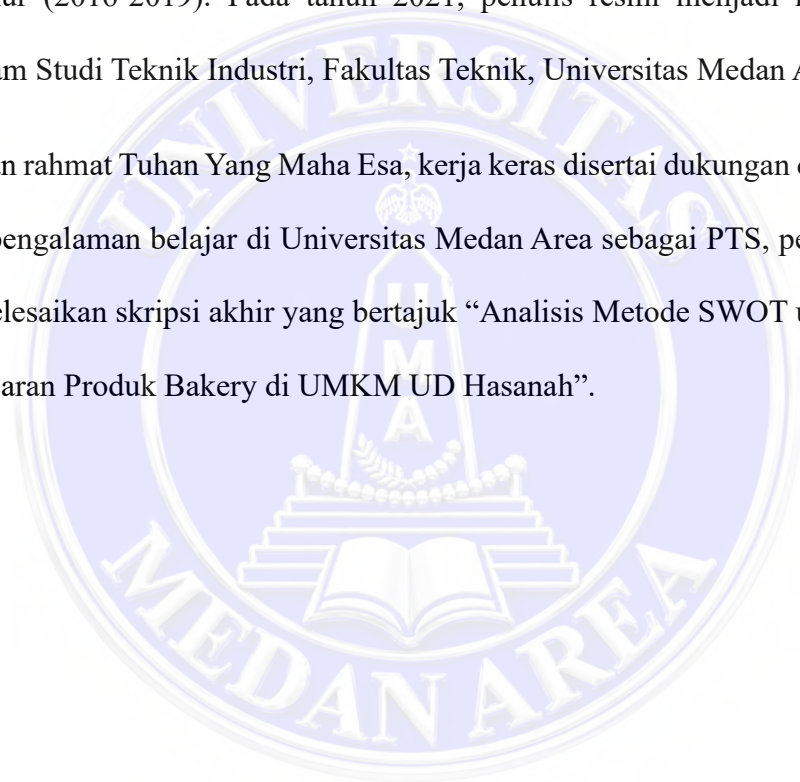 (2016-2019). Pada tahun 2021, penulis resmi menjadi
Studi Teknik Industri, Fakultas Teknik, Universitas Medan
rahmat Tuhan Yang Maha Esa, kerja keras disertai dukungan
pengalaman belajar di Universitas Medan Area sebagai PTS,
elesaikan skripsi akhir yang bertajuk “Analisis Metode SWOT
aran Produk Bakery di UMKM UD Hasanah”.
UNIVERSITAS
UMA
MEDAN AREA